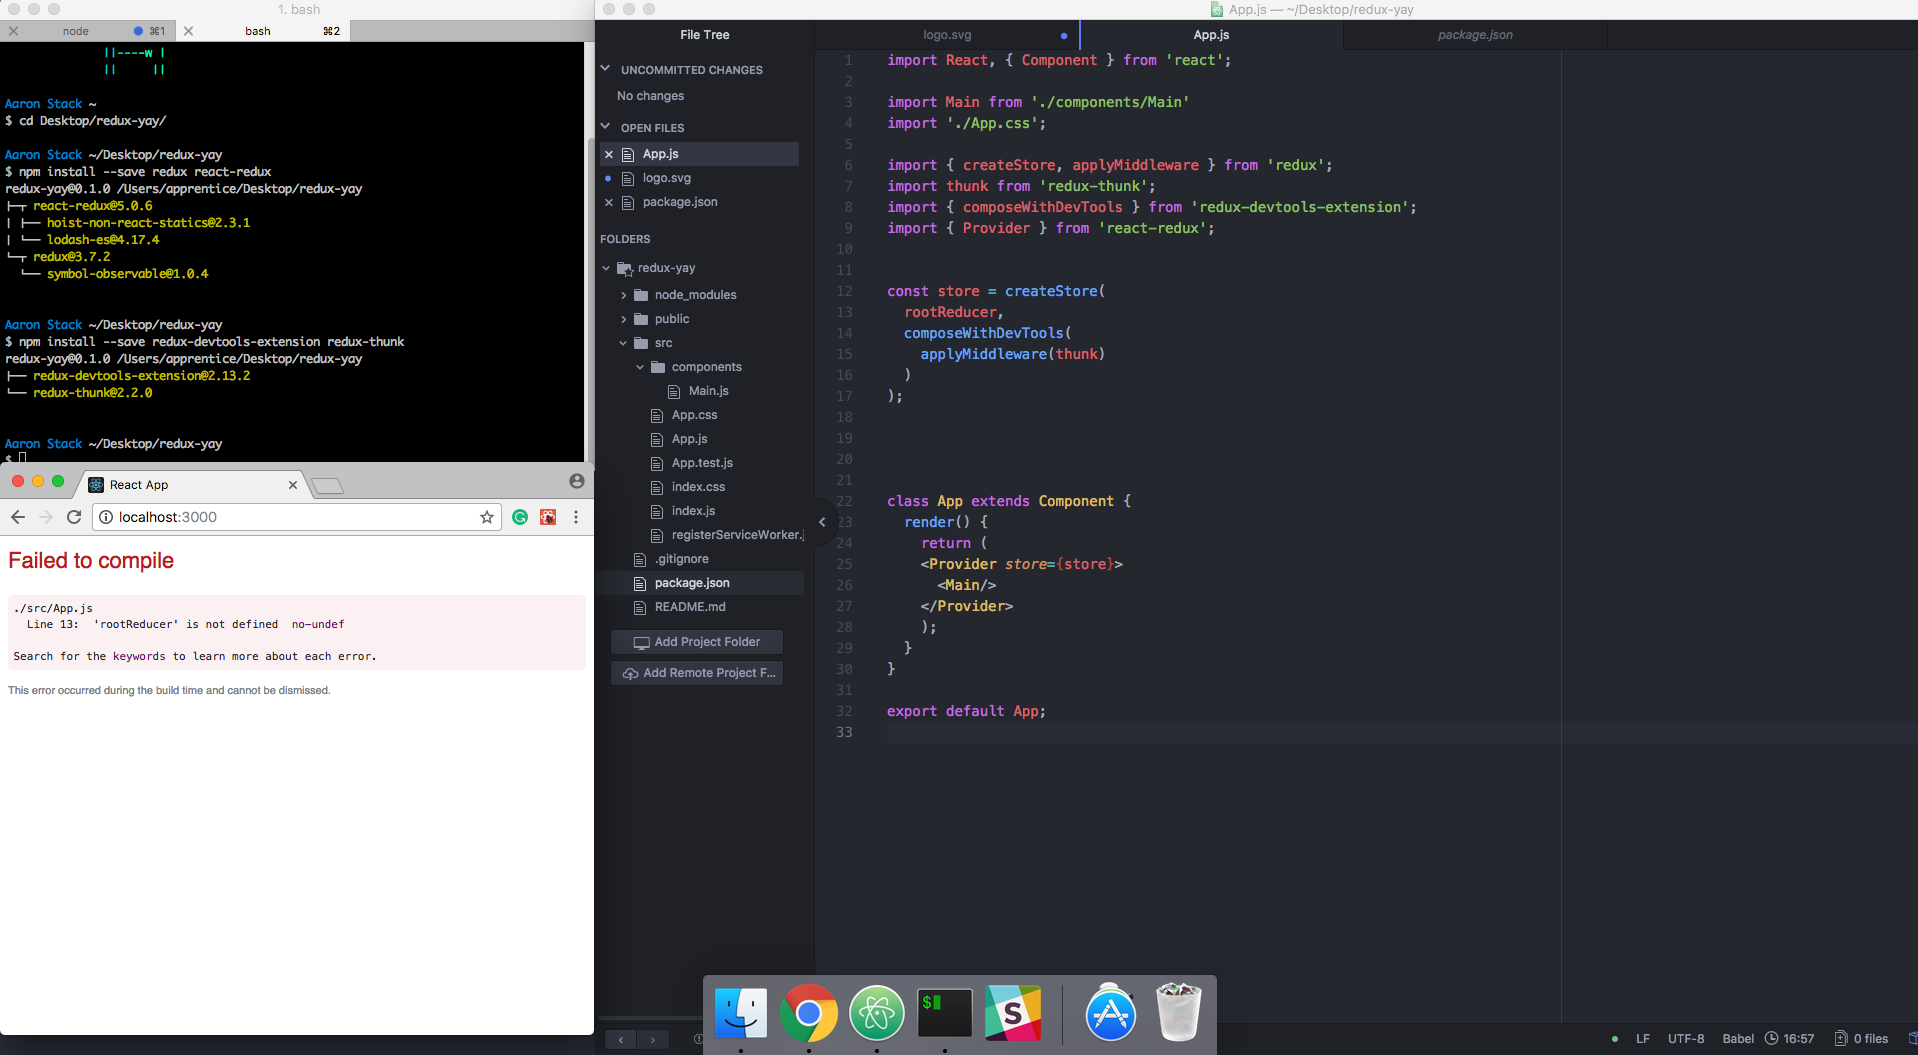 1. bash
node ⌘1
bash ⌘2
||----w |
||     ||
Aaron Stack ~
$ cd Desktop/redux-yay/
Aaron Stack ~/Desktop/redux-yay
$ npm install --save redux react-redux
redux-yay@0.1.0 /Users/apprentice/Desktop/redux-yay
├─┬ react-redux@5.0.6
│ ├── hoist-non-react-statics@2.3.1
│ └── lodash-es@4.17.4
└─┬ redux@3.7.2
  └── symbol-observable@1.0.4
Aaron Stack ~/Desktop/redux-yay
$ npm install --save redux-devtools-extension redux-thunk
redux-yay@0.1.0 /Users/apprentice/Desktop/redux-yay
├── redux-devtools-extension@2.13.2
└── redux-thunk@2.2.0
Aaron Stack ~/Desktop/redux-yay
$
React App
localhost:3000
Failed to compile
./src/App.js
  Line 13:  'rootReducer' is not defined  no-undef
Search for the keywords to learn more about each error.
This error occurred during the build time and cannot be dismissed.
App.js — ~/Desktop/redux-yay
File Tree
UNCOMMITTED CHANGES
No changes
OPEN FILES
App.js
logo.svg
package.json
FOLDERS
redux-yay
node_modules
public
src
components
Main.js
App.css
App.js
App.test.js
index.css
index.js
registerServiceWorker.j
.gitignore
package.json
README.md
Add Project Folder
Add Remote Project F...
logo.svg
App.js
package.json
1 import React, { Component } from 'react';
2
3 import Main from './components/Main'
4 import './App.css';
5
6 import { createStore, applyMiddleware } from 'redux';
7 import thunk from 'redux-thunk';
8 import { composeWithDevTools } from 'redux-devtools-extension';
9 import { Provider } from 'react-redux';
10
11
12 const store = createStore(
13   rootReducer,
14   composeWithDevTools(
15     applyMiddleware(thunk)
16   )
17 );
18
19
20
21
22 class App extends Component {
23   render() {
24     return (
25     <Provider store={store}>
26       <Main/>
27     </Provider>
28     );
29   }
30 }
31
32 export default App;
33
$
S
LF
UTF-8
Babel
16:57
0 files